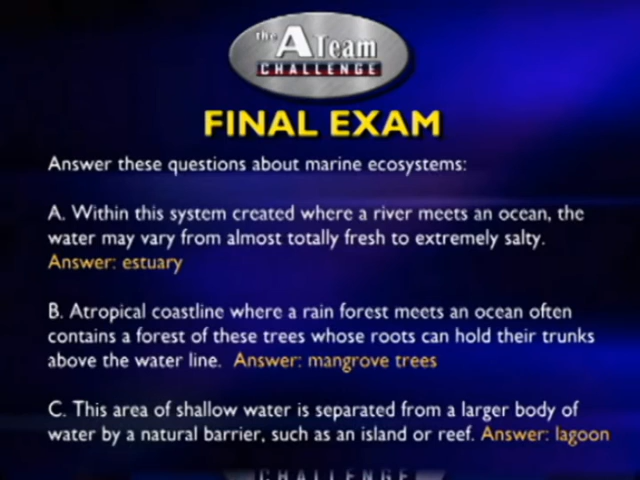 the A Team
CHALLENGE
FINAL EXAM
Answer these questions about marine ecosystems:
A. Within this system created where a river meets an ocean, the
water may vary from almost totally fresh to extremely salty.
Answer: estuary
B. Atropical coastline where a rain forest meets an ocean often
contains a forest of these trees whose roots can hold their trunks
above the water line. Answer: mangrove trees
C. This area of shallow water is separated from a larger body of
water by a natural barrier, such as an island or reef. Answer: lagoon
CHALLENGE